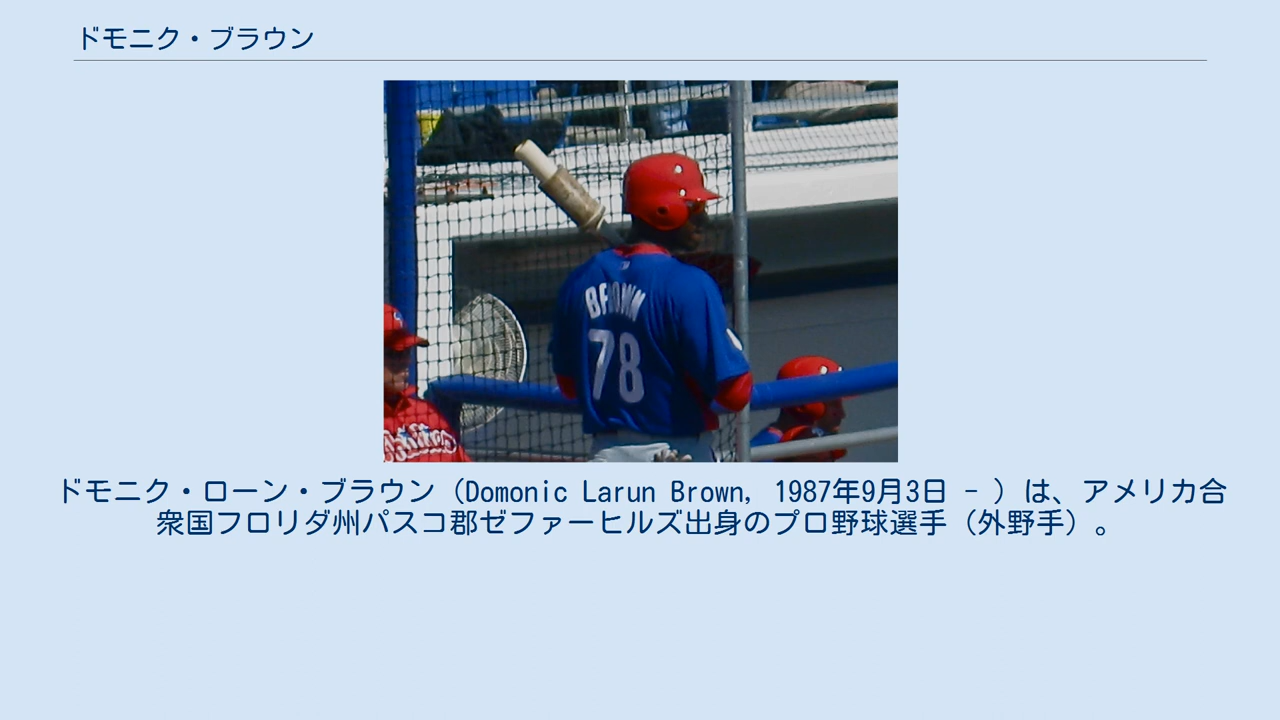 ドモニク・ブラウン
BROWN
78
ドモニク・ローン・ブラウン（Domonic Larun Brown, 1987年9月3日 - ）は、アメリカ合
衆国フロリダ州パスコ郡ゼファーヒルズ出身のプロ野球選手（外野手）。